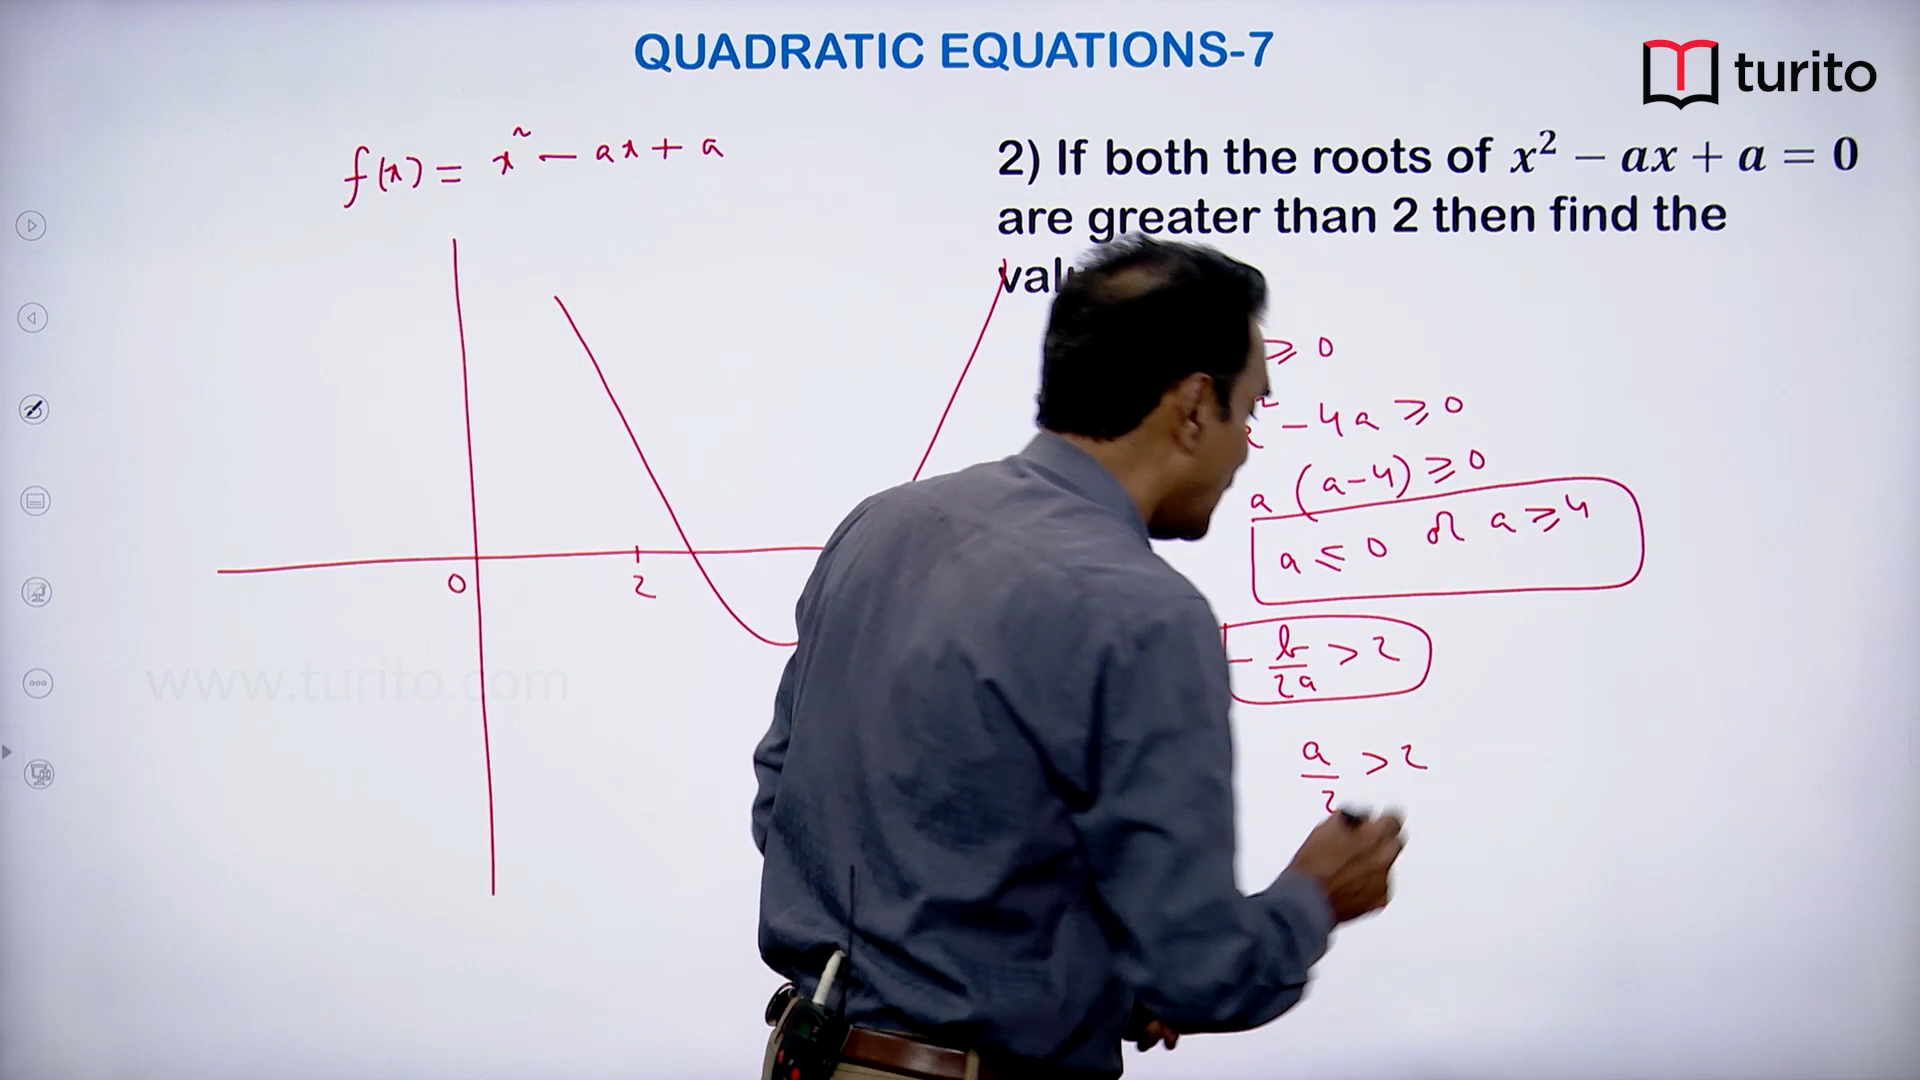 QUADRATIC EQUATIONS-7
turito
f(x) = x² - ax + a
2) If both the roots of x² − ax + a = 0
are greater than 2 then find the
≥ 0
² - 4a ≥ 0
a (a-4) ≥ 0
a ≤ 0 or a ≥ 4
- b/2a > 2
a/2 > 2
0
2
www.turito.com